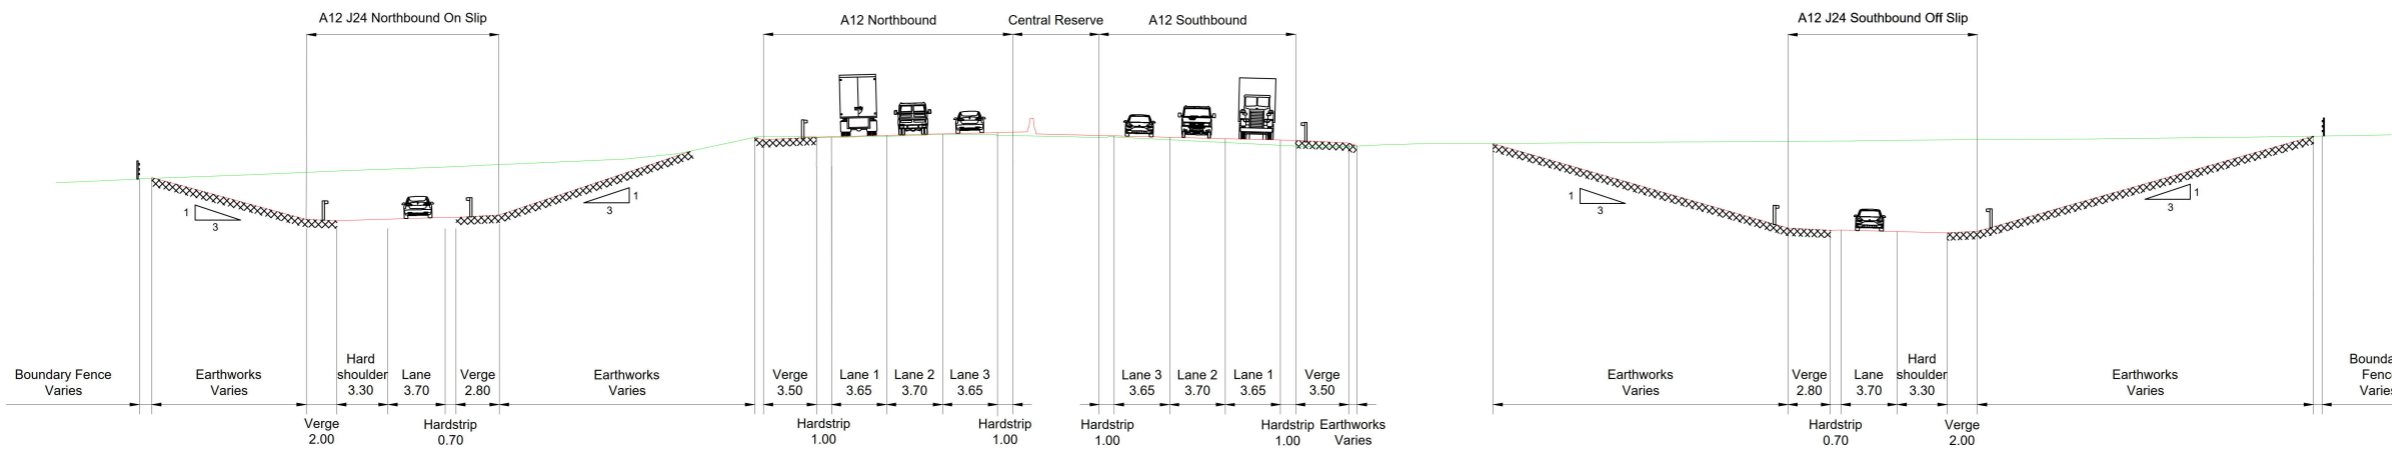 A12 J24 Northbound On Slip
A12 Northbound
Central Reserve
A12 Southbound
A12 J24 Southbound Off Slip
1
3
1
3
1
3
1
3
Boundary Fence
Varies
Earthworks
Varies
Hard
shoulder
3.30
Lane
3.70
Verge
2.80
Earthworks
Varies
Verge
3.50
Lane 1
3.65
Lane 2
3.70
Lane 3
3.65
Lane 3
3.65
Lane 2
3.70
Lane 1
3.65
Verge
3.50
Earthworks
Varies
Verge
2.80
Lane
3.70
Hard
shoulder
3.30
Earthworks
Varies
Bounda
Fenc
Varie
Verge
2.00
Hardstrip
0.70
Hardstrip
1.00
Hardstrip
1.00
Hardstrip
1.00
Hardstrip
1.00
Earthworks
Varies
Hardstrip
0.70
Verge
2.00